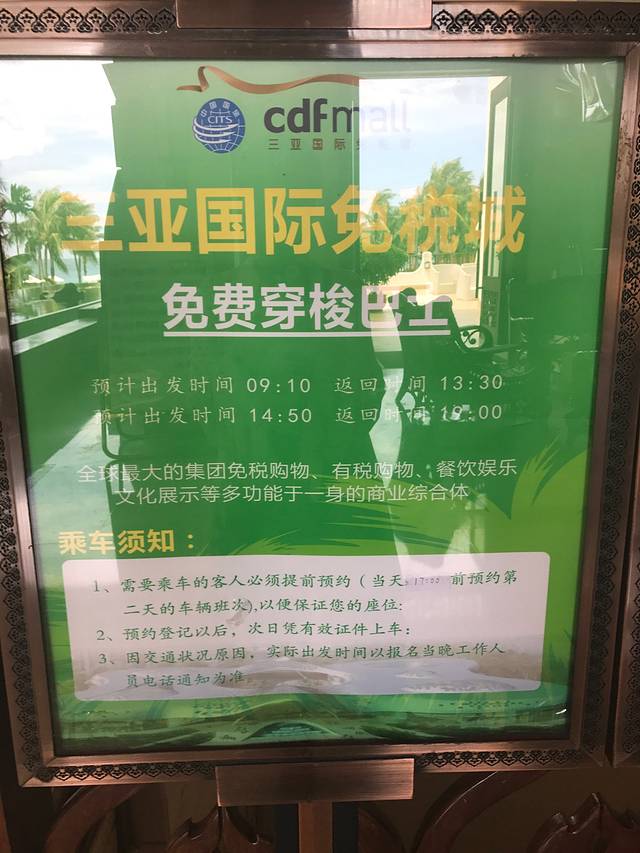 中国国旅
CITS
cdfmall
三亚国际免税城
三亚国际免税城
免费穿梭巴士
预计出发时间 09:10 返回时间 13:30
预计出发时间 14:50 返回时间 19:00
全球最大的集团免税购物、有税购物、餐饮娱乐
文化展示等多功能于一身的商业综合体
乘车须知:
1、需要乘车的客人必须提前预约(当天 17:00 前预约第
二天的车辆班次),以便保证您的座位:
2、预约登记以后,次日凭有效证件上车:
3、因交通状况原因,实际出发时间以报名当晚工作人
员电话通知为准